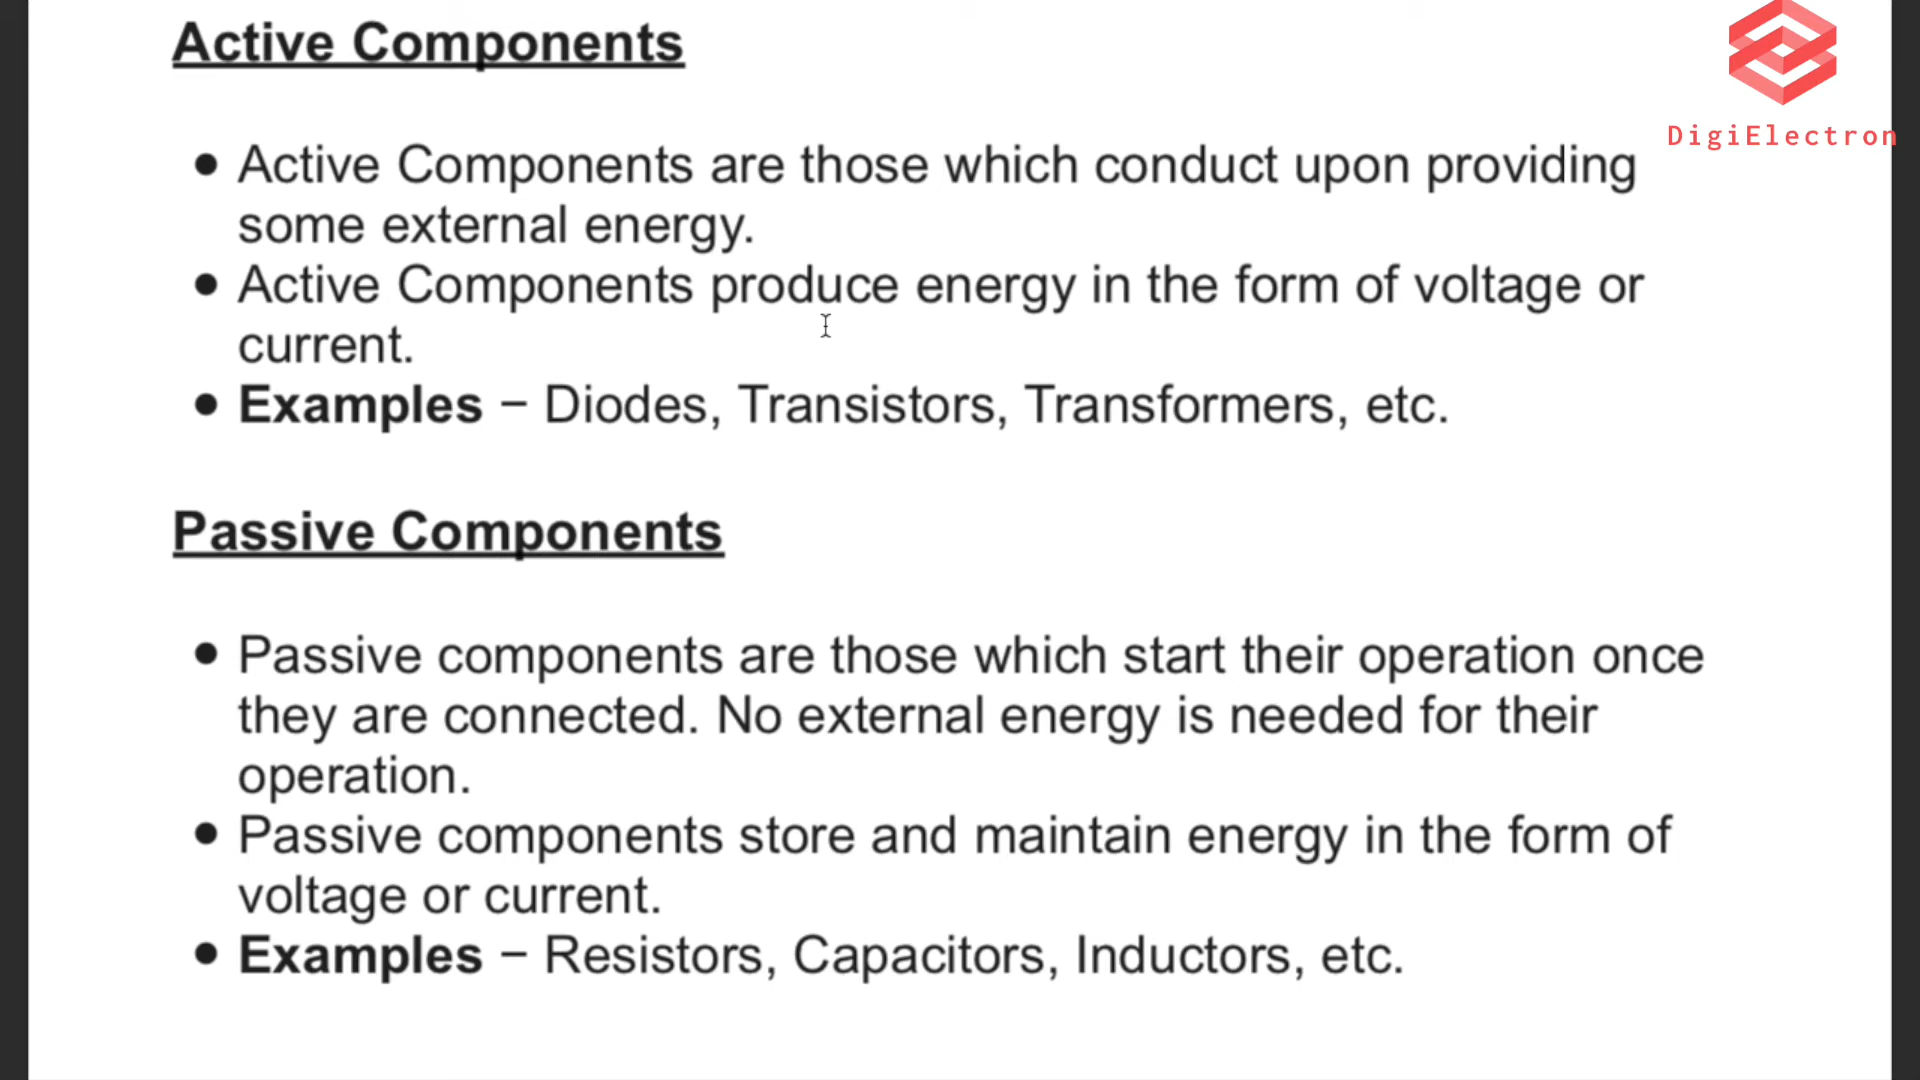 Active Components
DigiElectron
● Active Components are those which conduct upon providing
some external energy.
● Active Components produce energy in the form of voltage or
current.
● Examples – Diodes, Transistors, Transformers, etc.
Passive Components
● Passive components are those which start their operation once
they are connected. No external energy is needed for their
operation.
● Passive components store and maintain energy in the form of
voltage or current.
● Examples – Resistors, Capacitors, Inductors, etc.